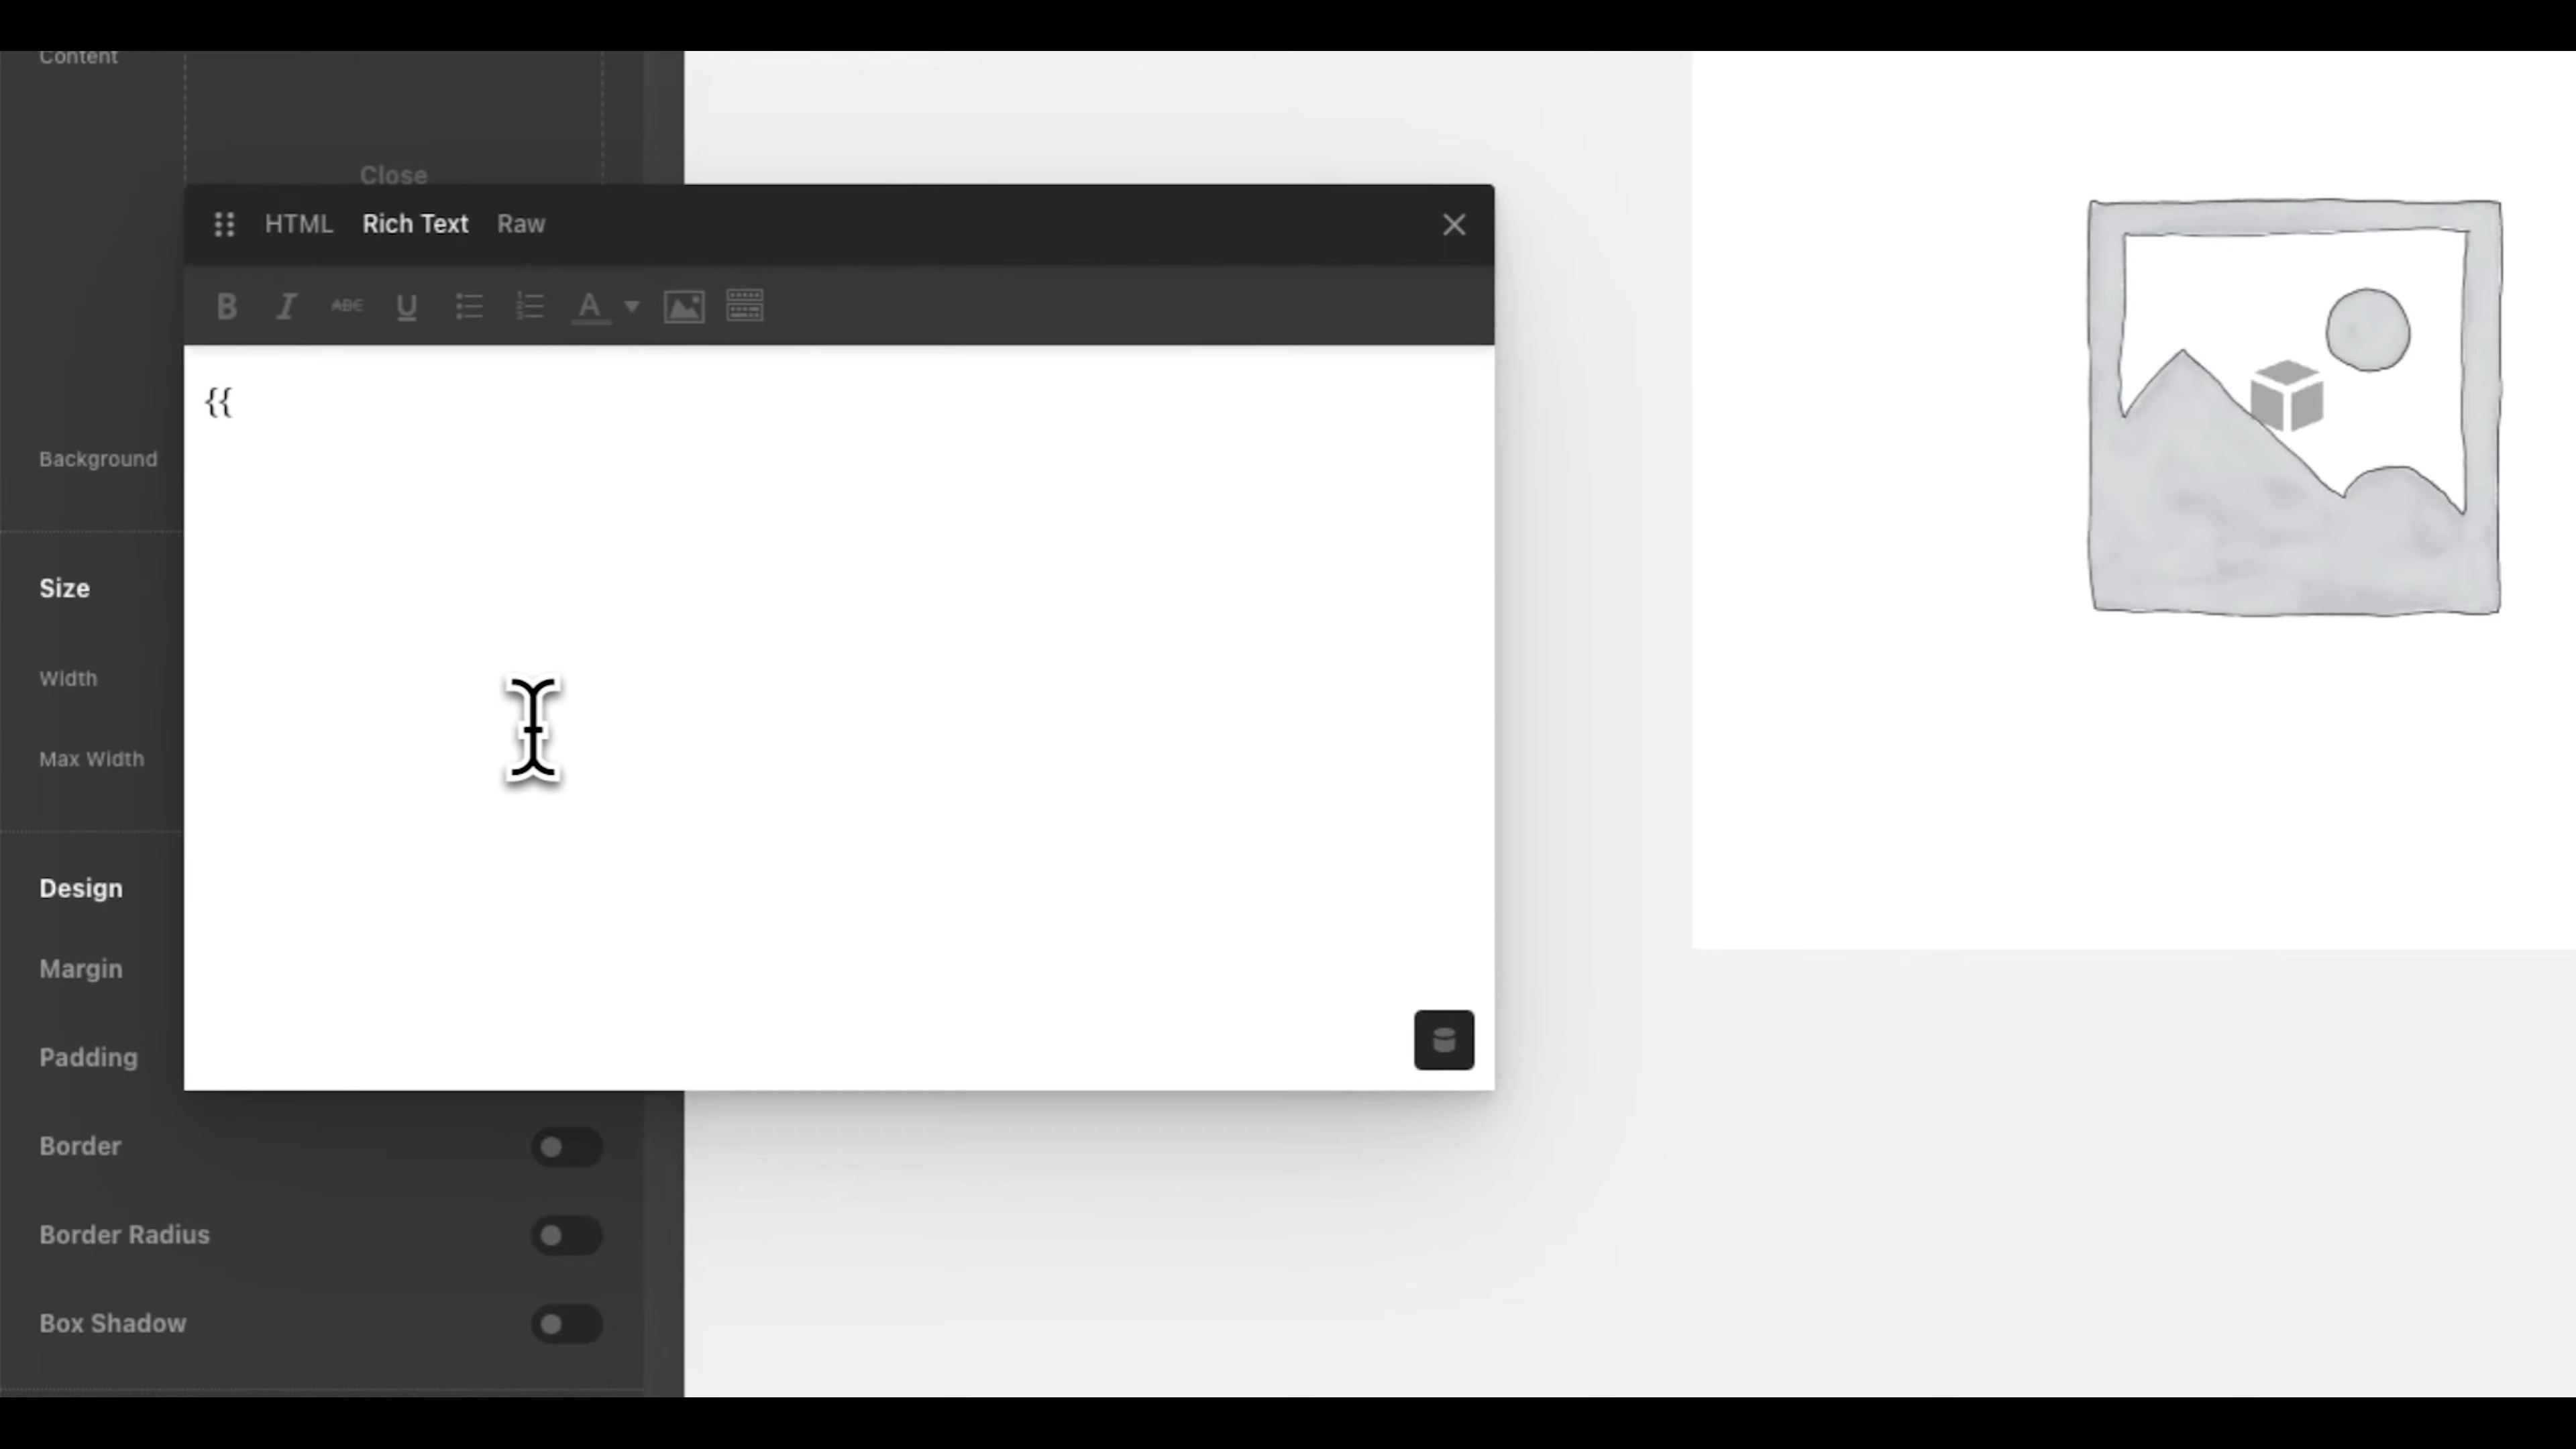 Content
Close
HTML Rich Text Raw
B I ABC U A
{{
Background
Size
Width
Max Width
Design
Margin
Padding
Border
Border Radius
Box Shadow